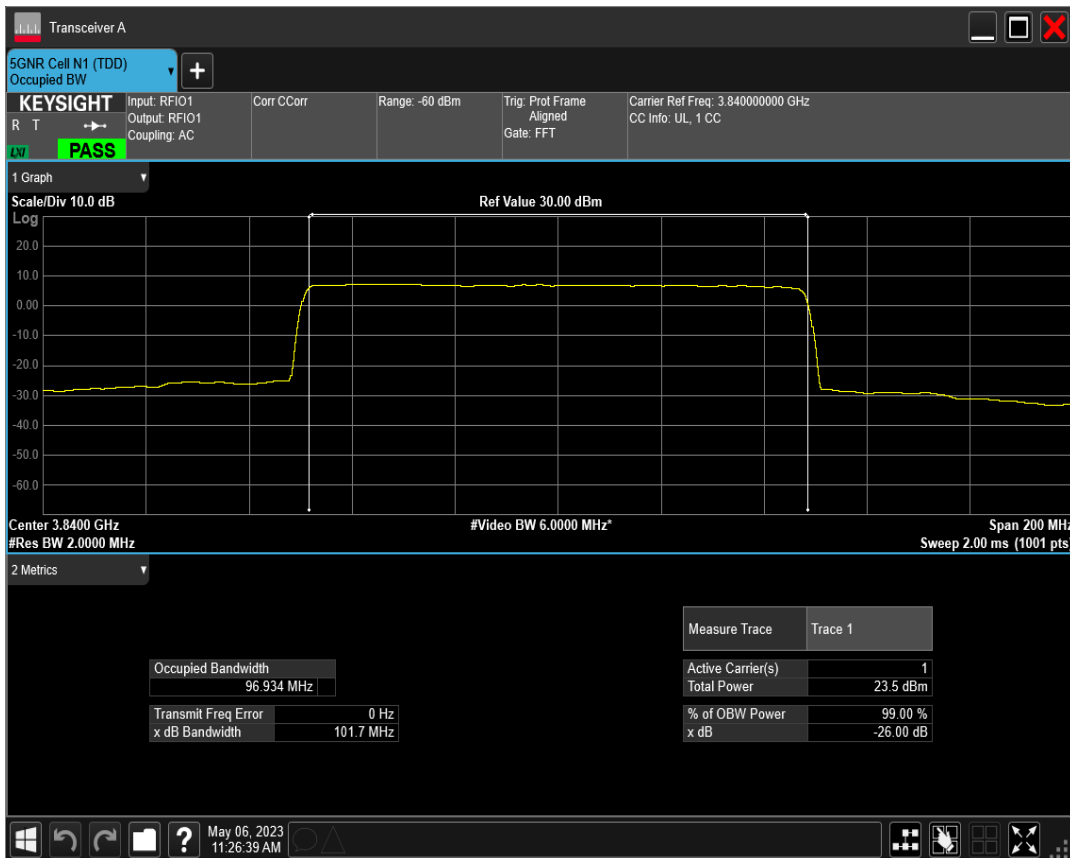 Transceiver A
5GNR Cell N1 (TDD)
Occupied BW
+
KEYSIGHT
R T
LXI
PASS
Input: RFIO1
Output: RFIO1
Coupling: AC
Corr CCorr
Range: -60 dBm
Trig: Prot Frame
Aligned
Gate: FFT
Carrier Ref Freq: 3.840000000 GHz
CC Info: UL, 1 CC
1 Graph
Scale/Div 10.0 dB
Ref Value 30.00 dBm
Log
20.0
10.0
0.00
-10.0
-20.0
-30.0
-40.0
-50.0
-60.0
Center 3.8400 GHz
#Video BW 6.0000 MHz*
Span 200 MHz
#Res BW 2.0000 MHz
Sweep 2.00 ms (1001 pts)
2 Metrics
Measure Trace Trace 1
Occupied Bandwidth
96.934 MHz
Active Carrier(s) 1
Total Power 23.5 dBm
Transmit Freq Error 0 Hz
x dB Bandwidth 101.7 MHz
% of OBW Power 99.00 %
x dB -26.00 dB
?
May 06, 2023
11:26:39 AM